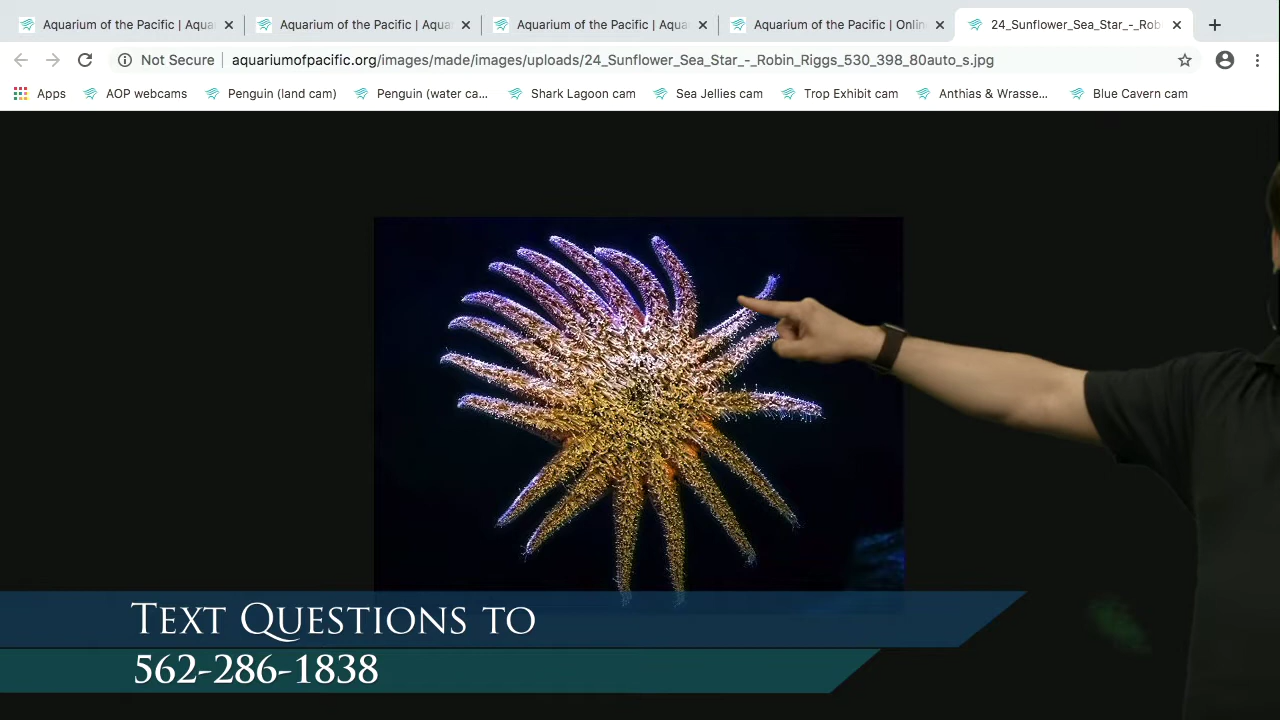 Aquarium of the Pacific | Aqua
Aquarium of the Pacific | Aqua
Aquarium of the Pacific | Aqua
Aquarium of the Pacific | Onlin
24_Sunflower_Sea_Star_-_Rob
Not Secure
aquariumofpacific.org/images/made/images/uploads/24_Sunflower_Sea_Star_-_Robin_Riggs_530_398_80auto_s.jpg
Apps
AOP webcams
Penguin (land cam)
Penguin (water ca...
Shark Lagoon cam
Sea Jellies cam
Trop Exhibit cam
Anthias & Wrasse...
Blue Cavern cam
Text Questions to
562-286-1838